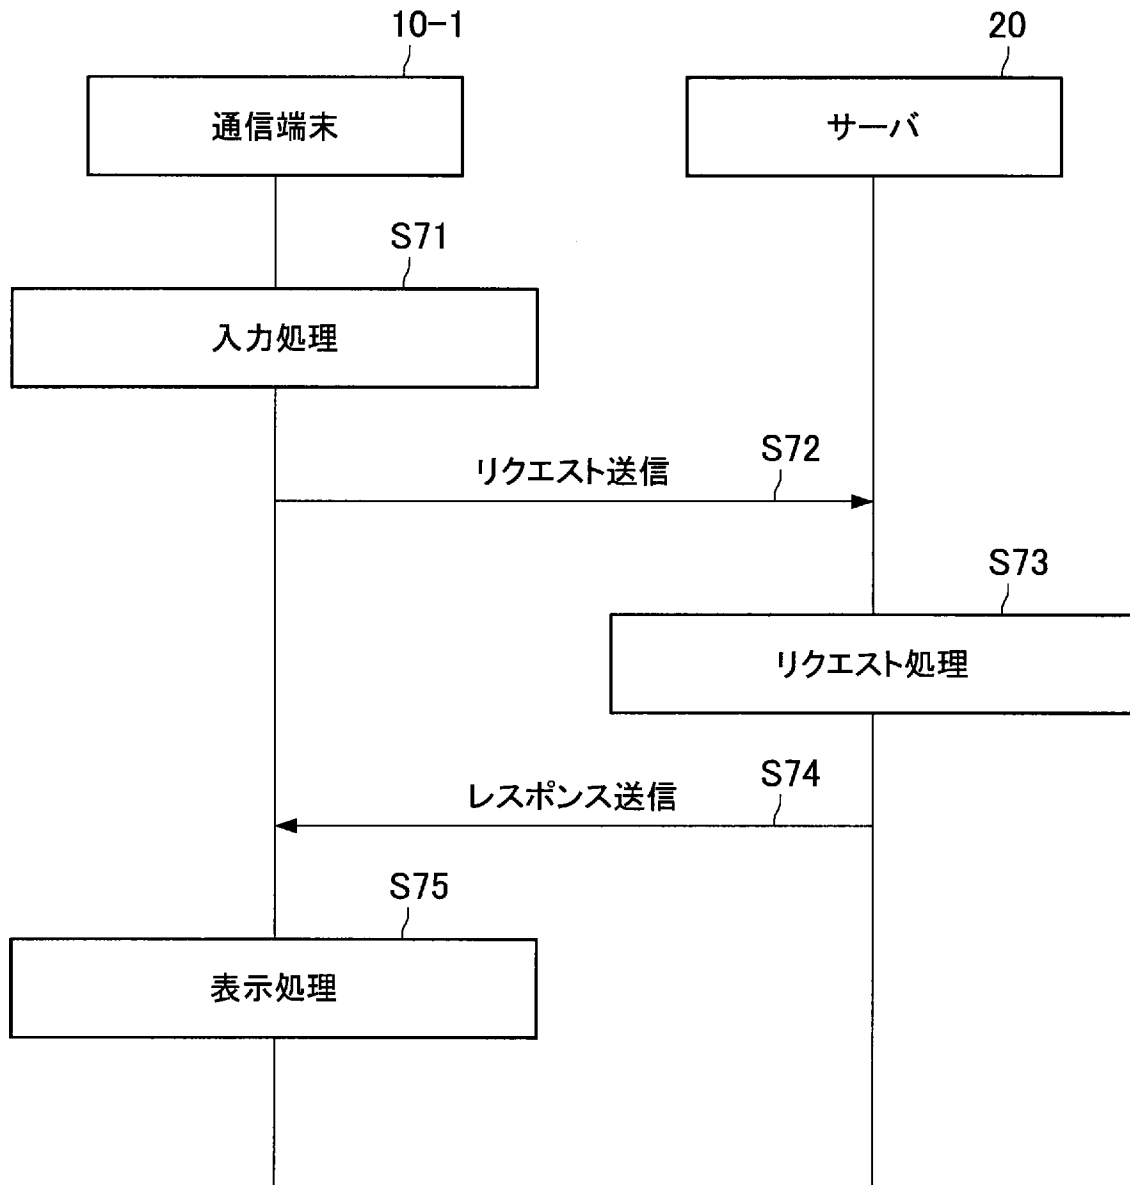 10-1
20
通信端末
サーバ
S71
入力処理
S72
リクエスト送信
S73
リクエスト処理
S74
レスポンス送信
S75
表示処理